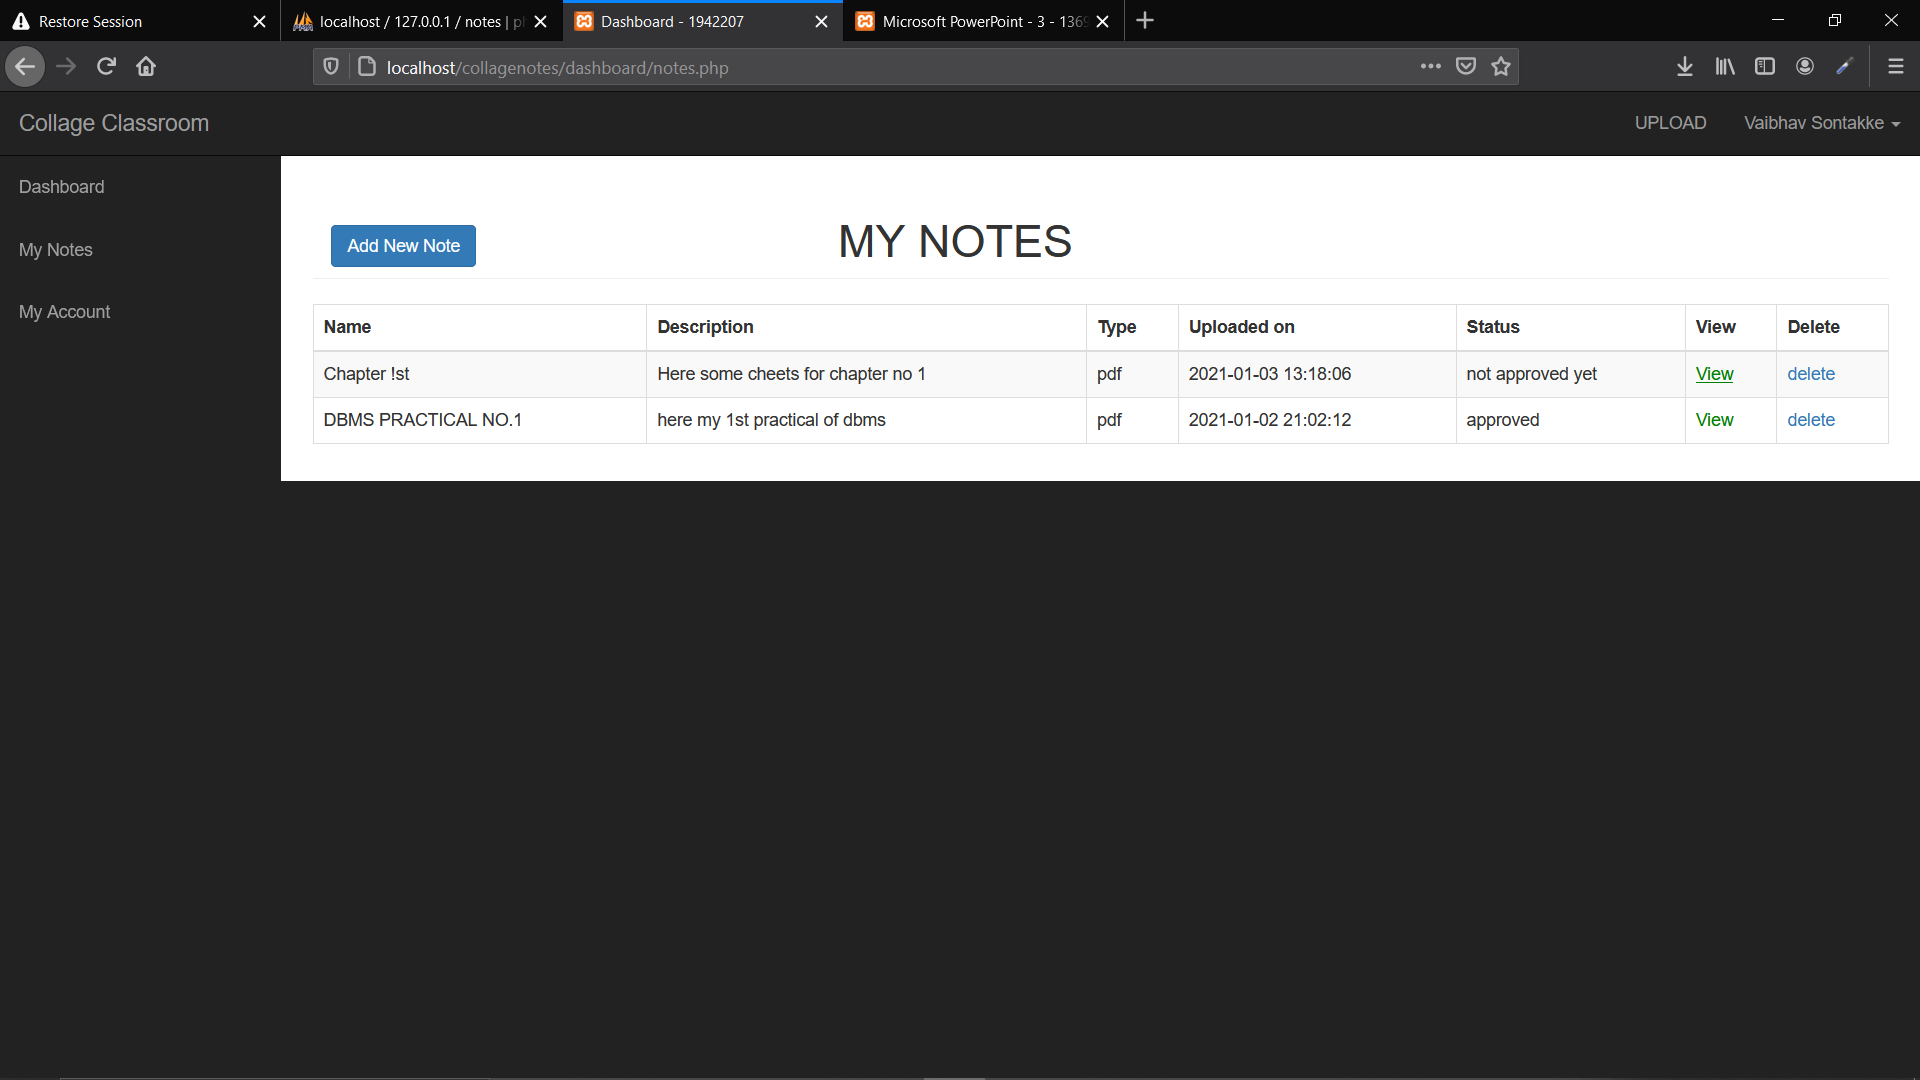 Restore Session
localhost / 127.0.0.1 / notes | ph
Dashboard - 1942207
Microsoft PowerPoint - 3 - 1369
localhost/collagenotes/dashboard/notes.php
Collage Classroom
UPLOAD
Vaibhav Sontakke
Dashboard
My Notes
My Account
Add New Note
MY NOTES
Name Description Type Uploaded on Status View Delete
Chapter !st Here some cheets for chapter no 1 pdf 2021-01-03 13:18:06 not approved yet View delete
DBMS PRACTICAL NO.1 here my 1st practical of dbms pdf 2021-01-02 21:02:12 approved View delete